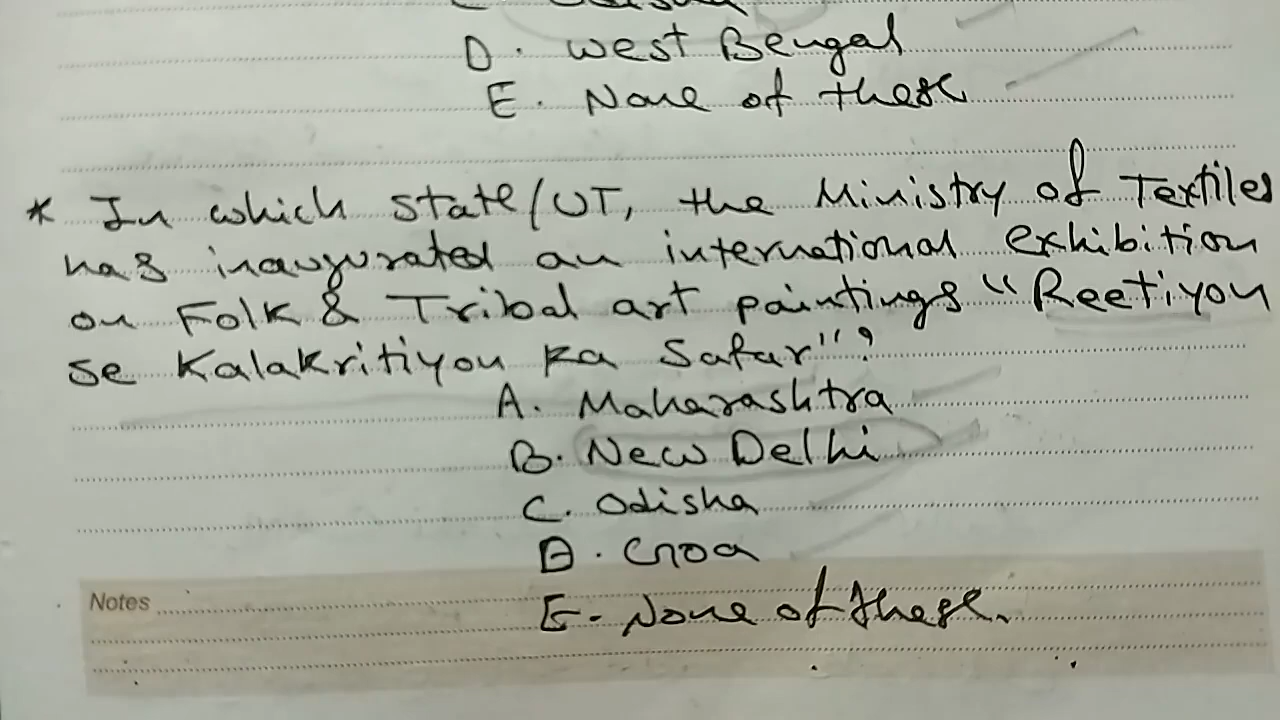 D. West Bengal
E. None of these
* In which state/UT, the Ministry of Textiles
has inaugurated an international exhibition
on Folk & Tribal art paintings "Reetiyon
se Kalakritiyon ka Safar"?
A. Maharashtra
B. New Delhi
C. Odisha
D. Goa
Notes
E- None of these.